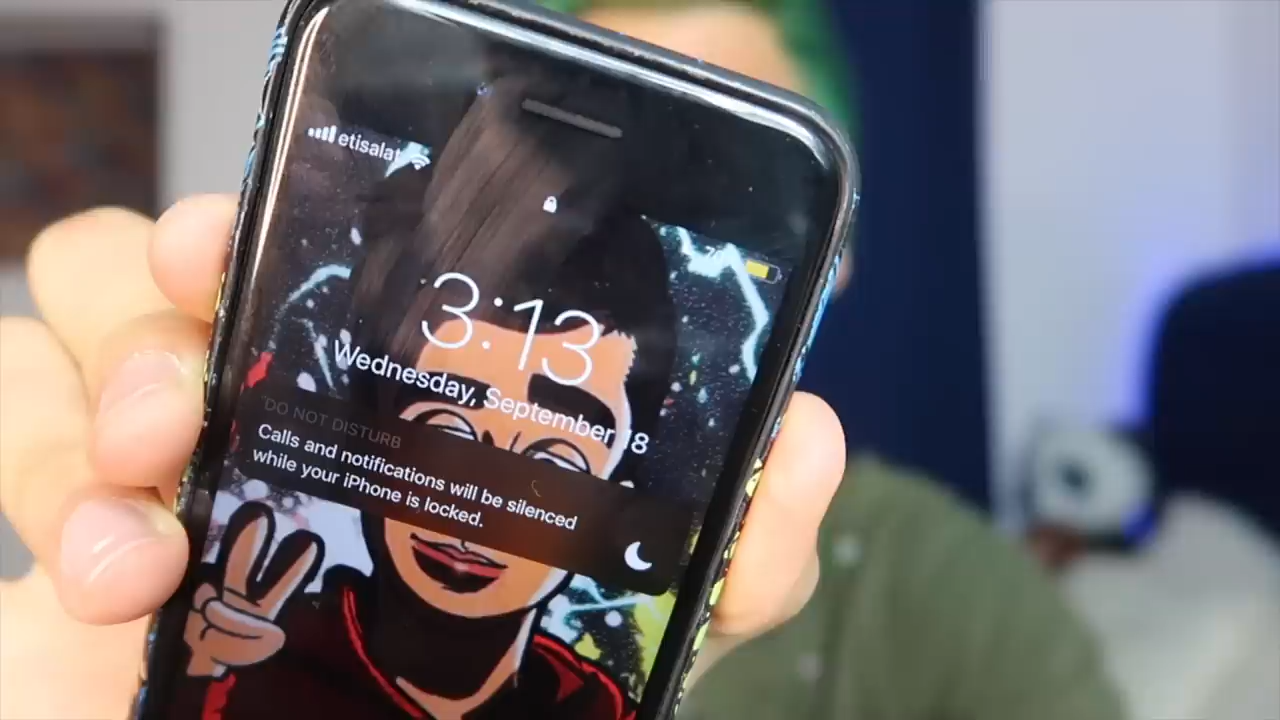 etisalat
3:13
Wednesday, September 18
DO NOT DISTURB
Calls and notifications will be silenced
while your iPhone is locked.